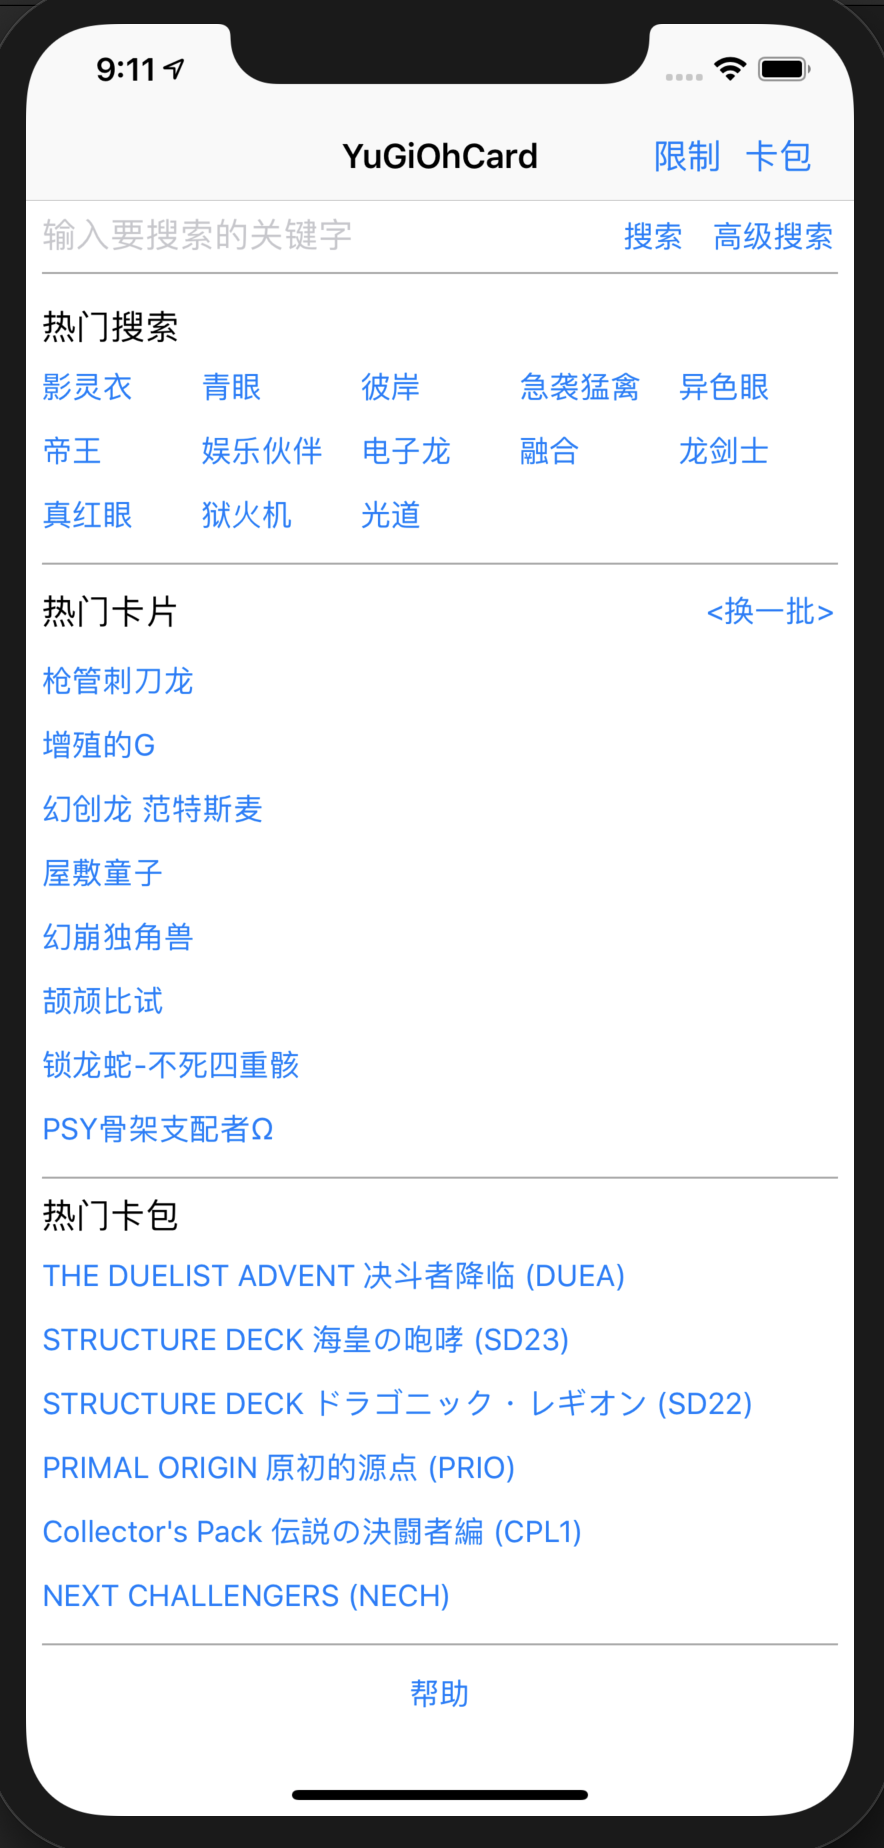 9:11
YuGiOhCard 限制 卡包
输入要搜索的关键字 搜索 高级搜索
热门搜索
影灵衣 青眼 彼岸 急袭猛禽 异色眼
帝王 娱乐伙伴 电子龙 融合 龙剑士
真红眼 狱火机 光道
热门卡片 <换一批>
枪管刺刀龙
增殖的G
幻创龙 范特斯麦
屋敷童子
幻崩独角兽
颉颃比试
锁龙蛇-不死四重骸
PSY骨架支配者Ω
热门卡包
THE DUELIST ADVENT 决斗者降临 (DUEA)
STRUCTURE DECK 海皇の咆哮 (SD23)
STRUCTURE DECK ドラゴニック・レギオン (SD22)
PRIMAL ORIGIN 原初的源点 (PRIO)
Collector's Pack 伝説の決闘者編 (CPL1)
NEXT CHALLENGERS (NECH)
帮助